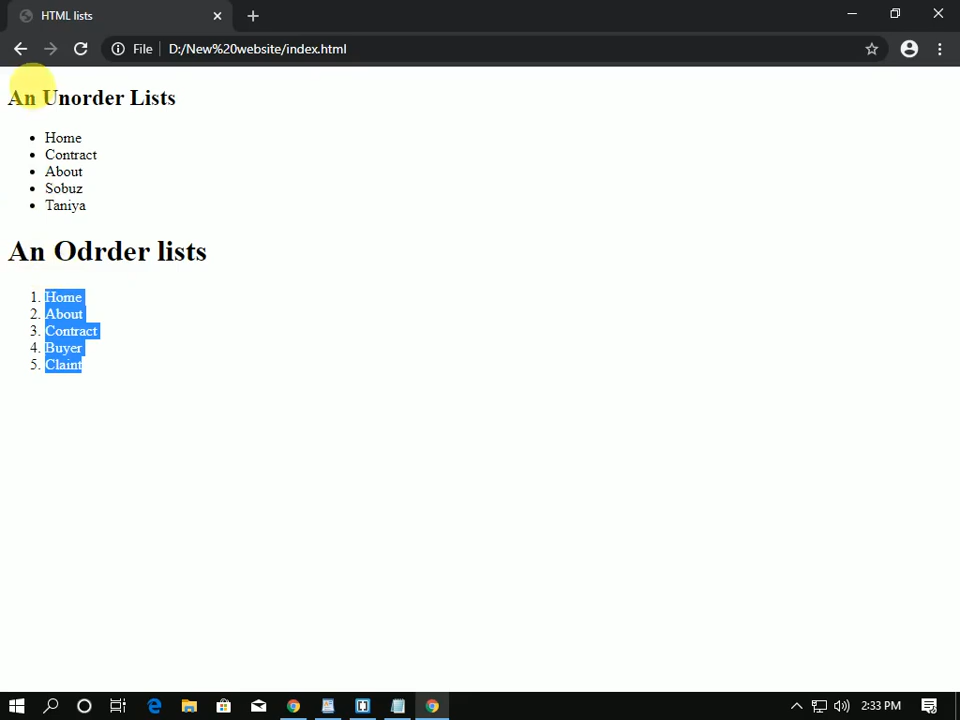 HTML lists
File
D:/New%20website/index.html
An Unorder Lists
Home
Contract
About
Sobuz
Taniya
An Odrder lists
1. Home
2. About
3. Contract
4. Buyer
5. Claint
2:33 PM